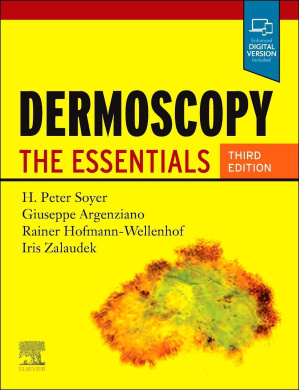 Enhanced
DIGITAL
VERSION
Included
DERMOSCOPY
THE ESSENTIALS
THIRD
EDITION
H. Peter Soyer
Giuseppe Argenziano
Rainer Hofmann-Wellenhof
Iris Zalaudek
ELSEVIER